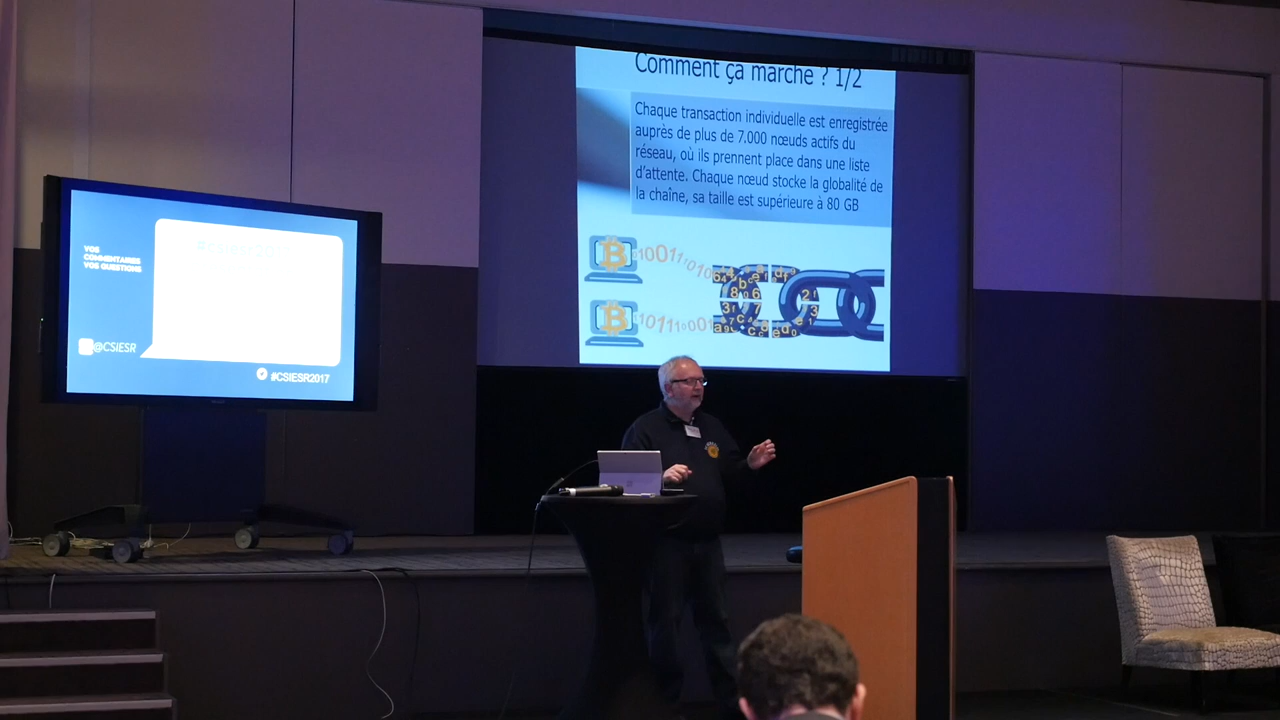 Comment ça marche ? 1/2
Chaque transaction individuelle est enregistrée
auprès de plus de 7.000 nœuds actifs du
réseau, où ils prennent place dans une liste
d'attente. Chaque nœud stocke la globalité de
la chaîne, sa taille est supérieure à 80 GB
VOS
COMMENTAIRES
VOS QUESTIONS
@CSIESR
#CSIESR2017